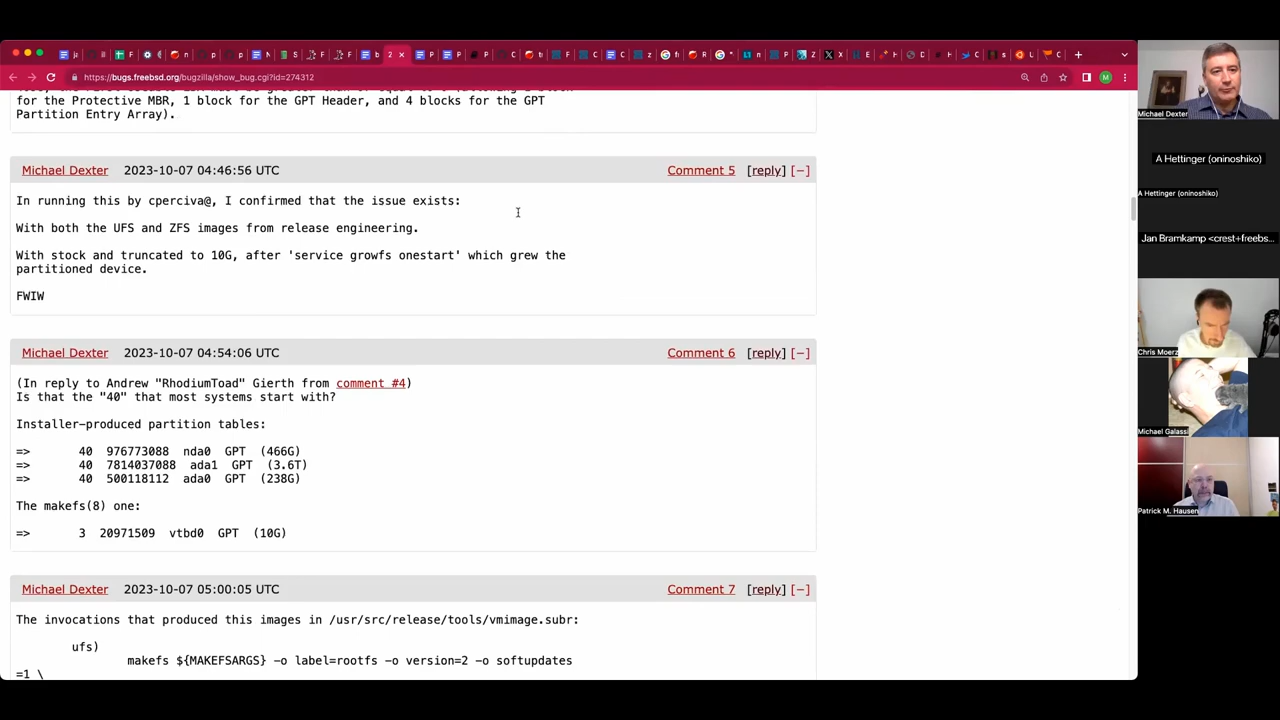 https://bugs.freebsd.org/bugzilla/show_bug.cgi?id=274312
for the Protective MBR, 1 block for the GPT Header, and 4 blocks for the GPT
Partition Entry Array).
Michael Dexter 2023-10-07 04:46:56 UTC Comment 5 [reply] [−]
In running this by cperciva@, I confirmed that the issue exists:
With both the UFS and ZFS images from release engineering.
With stock and truncated to 10G, after 'service growfs onestart' which grew the
partitioned device.
FWIW
Michael Dexter 2023-10-07 04:54:06 UTC Comment 6 [reply] [−]
(In reply to Andrew "RhodiumToad" Gierth from comment #4)
Is that the "40" that most systems start with?
Installer-produced partition tables:
=> 40 976773088 nda0 GPT (466G)
=> 40 7814037088 ada1 GPT (3.6T)
=> 40 500118112 ada0 GPT (238G)
The makefs(8) one:
=> 3 20971509 vtbd0 GPT (10G)
Michael Dexter 2023-10-07 05:00:05 UTC Comment 7 [reply] [−]
The invocations that produced this images in /usr/src/release/tools/vmimage.subr:
ufs)
makefs ${MAKEFSARGS} -o label=rootfs -o version=2 -o softupdates
=1 \
Michael Dexter
A Hettinger (oninoshiko)
A Hettinger (oninoshiko)
Jan Bramkamp <crest+freebs...
Chris Moerz
Michael Galassi
Patrick M. Hausen